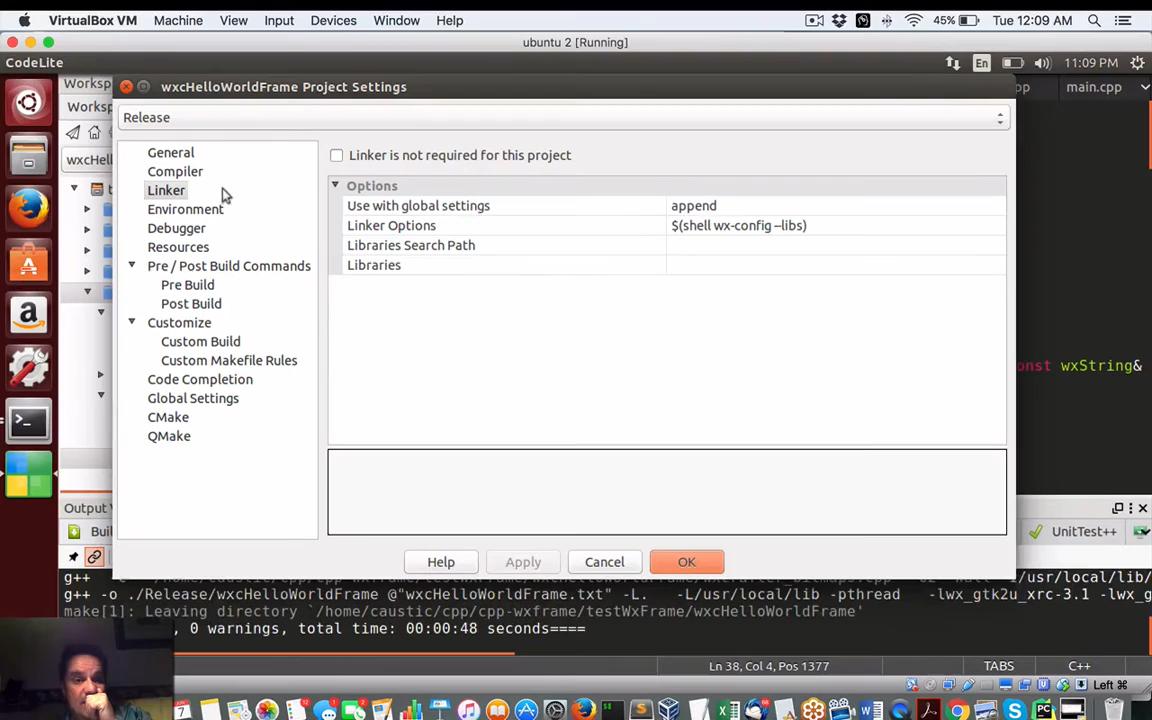 VirtualBox VM Machine View Input Devices Window Help 45% Tue 12:09 AM
ubuntu 2 [Running]
CodeLite En 11:09 PM
Worksp
wxcHelloWorldFrame Project Settings
pp main.cpp
Works
Release
wxcHell
General
Compiler
Linker
Environment
Debugger
Resources
Pre / Post Build Commands
Pre Build
Post Build
Customize
Custom Build
Custom Makefile Rules
Code Completion
Global Settings
CMake
QMake
Linker is not required for this project
Options
Use with global settings append
Linker Options $(shell wx-config --libs)
Libraries Search Path
Libraries
onst wxString&
Help Apply Cancel OK
Output
Buil
UnitTest++
g++ -o ./Release/wxcHelloWorldFrame @"wxcHelloWorldFrame.txt" -L. -L/usr/local/lib -pthread -lwx_gtk2u_xrc-3.1 -lwx_g
make[1]: Leaving directory `/home/caustic/cpp/cpp-wxframe/testWxFrame/wxcHelloWorldFrame'
, 0 warnings, total time: 00:00:48 seconds====
Ln 38, Col 4, Pos 1377 TABS C++
Left ⌘